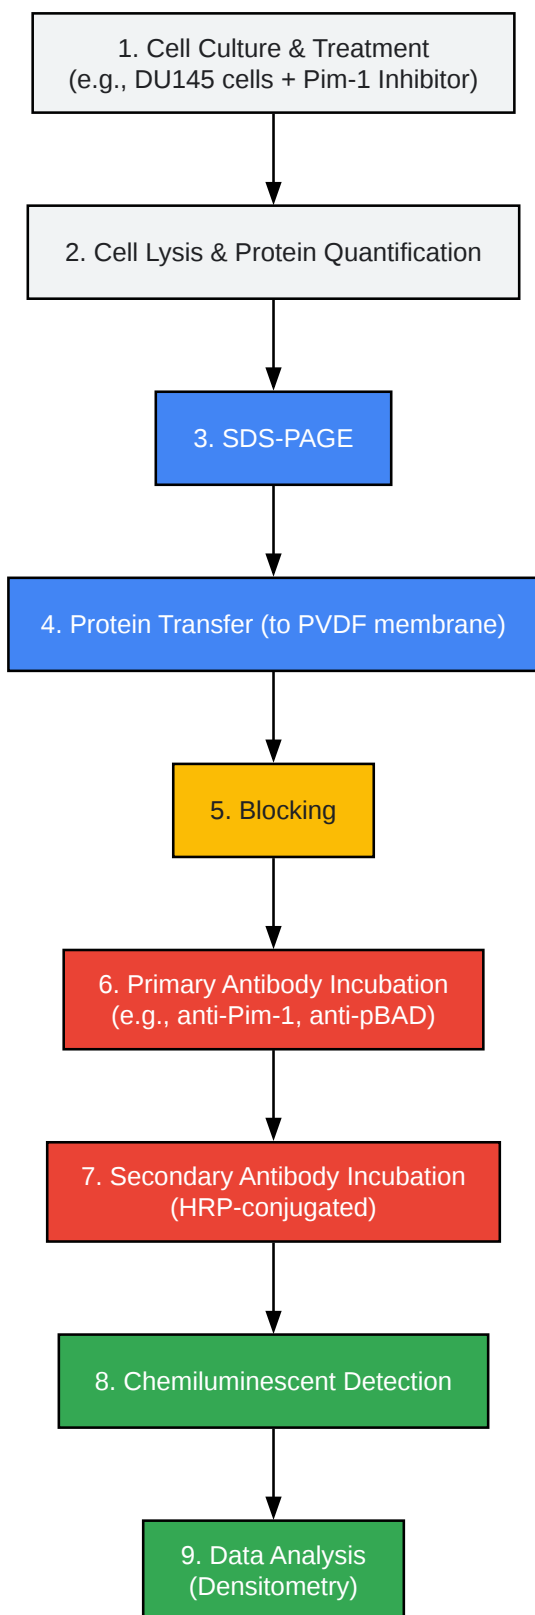 1. Cell Culture & Treatment
(e.g., DU145 cells + Pim-1 Inhibitor)
2. Cell Lysis & Protein Quantification
3. SDS-PAGE
4. Protein Transfer (to PVDF membrane)
5. Blocking
6. Primary Antibody Incubation
(e.g., anti-Pim-1, anti-pBAD)
7. Secondary Antibody Incubation
(HRP-conjugated)
8. Chemiluminescent Detection
9. Data Analysis
(Densitometry)